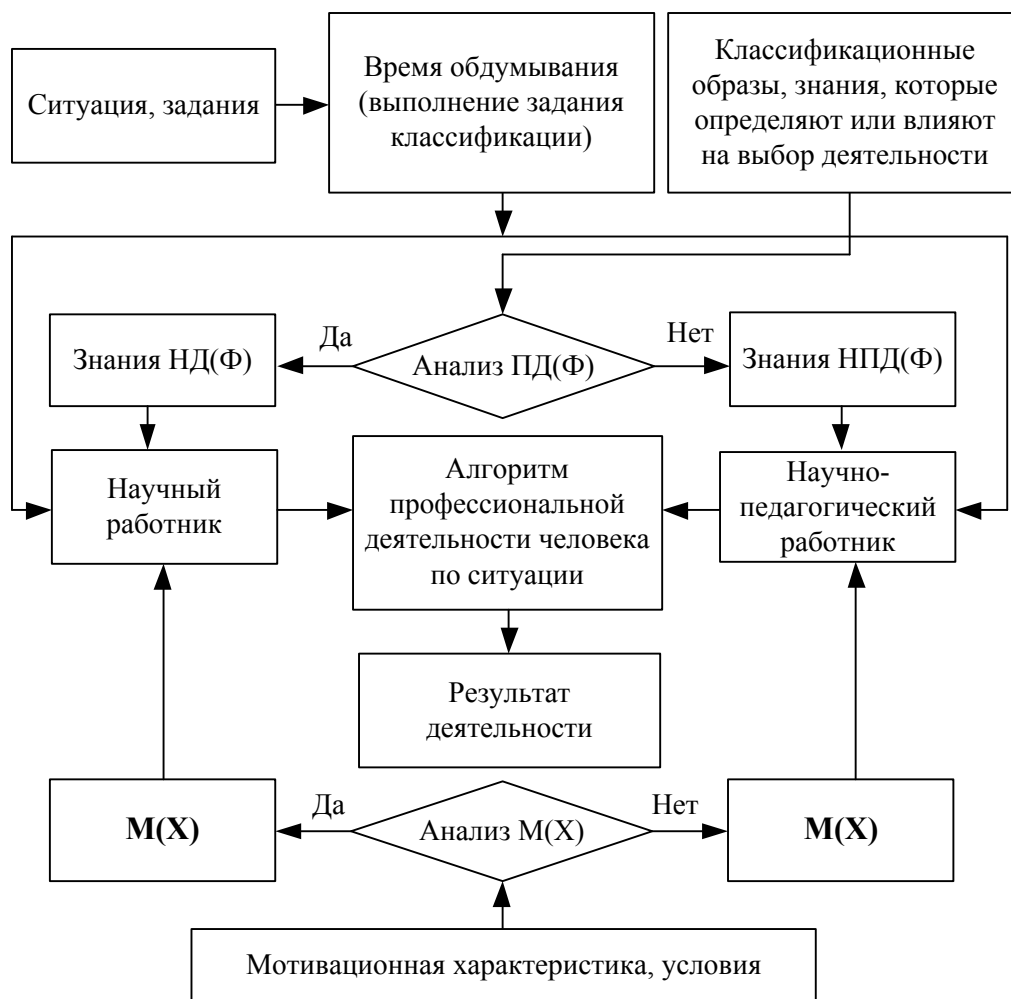 Ситуация, задания
Время обдумывания
(выполнение задания
классификации)
Классификационные
образы, знания, которые
определяют или влияют
на выбор деятельности
Да
Нет
Знания НД(Ф)
Анализ ПД(Ф)
Знания НПД(Ф)
Научный
работник
Алгоритм
профессиональной
деятельности человека
по ситуации
Научно-
педагогический
работник
Результат
деятельности
Да
Нет
М(Х)
Анализ М(Х)
М(Х)
Мотивационная характеристика, условия